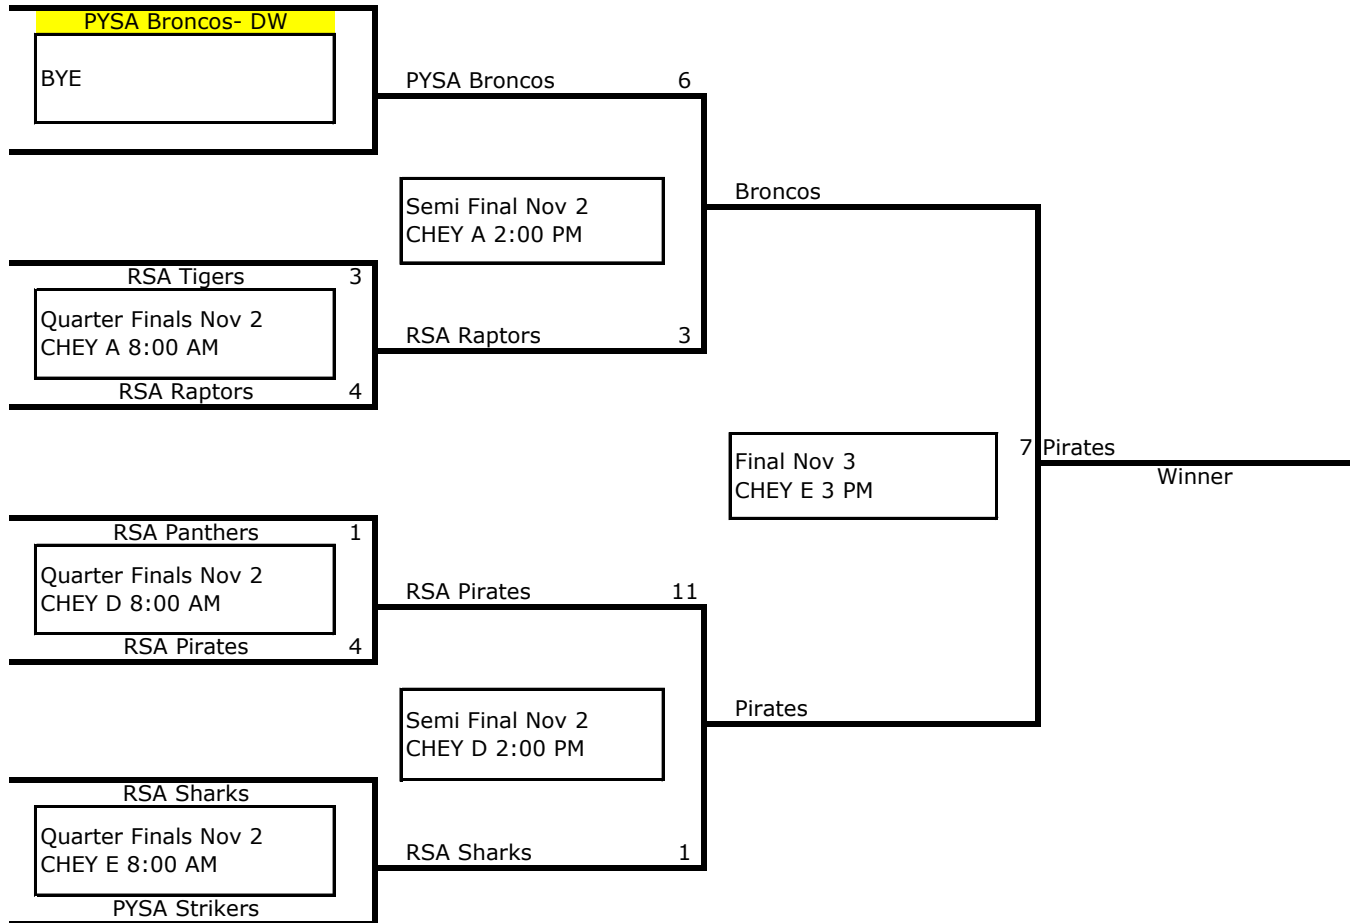 PYSA Broncos- DW
BYE
PYSA Broncos 6
Semi Final Nov 2
CHEY A 2:00 PM
Broncos
RSA Tigers 3
Quarter Finals Nov 2
CHEY A 8:00 AM
RSA Raptors 4
RSA Raptors 3
Final Nov 3
CHEY E 3 PM
7 Pirates
Winner
RSA Panthers 1
Quarter Finals Nov 2
CHEY D 8:00 AM
RSA Pirates 4
RSA Pirates 11
Semi Final Nov 2
CHEY D 2:00 PM
Pirates
RSA Sharks
Quarter Finals Nov 2
CHEY E 8:00 AM
PYSA Strikers
RSA Sharks 1